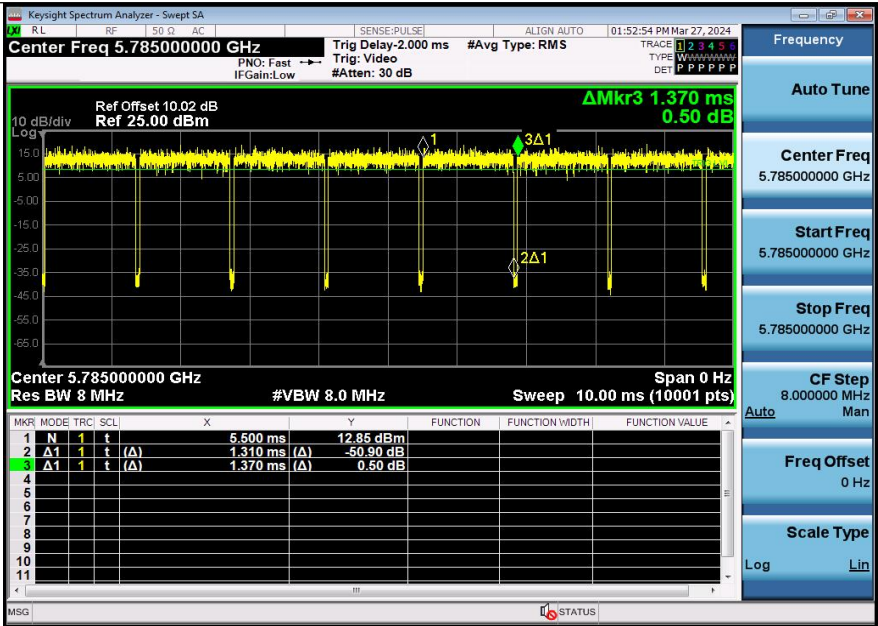 Keysight Spectrum Analyzer - Swept SA
LXI RL RF 50 Ω AC SENSE:PULSE ALIGN AUTO 01:52:54 PM Mar 27, 2024
Center Freq 5.785000000 GHz
PNO: Fast
IFGain:Low
Trig Delay-2.000 ms
Trig: Video
#Atten: 30 dB
#Avg Type: RMS
TRACE 1 2 3 4 5 6
TYPE WWWWWW
DET P P P P P P
ΔMkr3 1.370 ms
0.50 dB
Ref Offset 10.02 dB
10 dB/div Ref 25.00 dBm
Log
15.0
5.00
-5.00
-15.0
-25.0
-35.0
-45.0
-55.0
-65.0
1
3Δ1
2Δ1
Center 5.785000000 GHz Span 0 Hz
Res BW 8 MHz #VBW 8.0 MHz Sweep 10.00 ms (10001 pts)
MKR MODE TRC SCL X Y FUNCTION FUNCTION WIDTH FUNCTION VALUE
1 N 1 t 5.500 ms 12.85 dBm
2 Δ1 1 t (Δ) 1.310 ms (Δ) -50.90 dB
3 Δ1 1 t (Δ) 1.370 ms (Δ) 0.50 dB
4
5
6
7
8
9
10
11
MSG STATUS
Frequency
Auto Tune
Center Freq
5.785000000 GHz
Start Freq
5.785000000 GHz
Stop Freq
5.785000000 GHz
CF Step
8.000000 MHz
Auto Man
Freq Offset
0 Hz
Scale Type
Log Lin